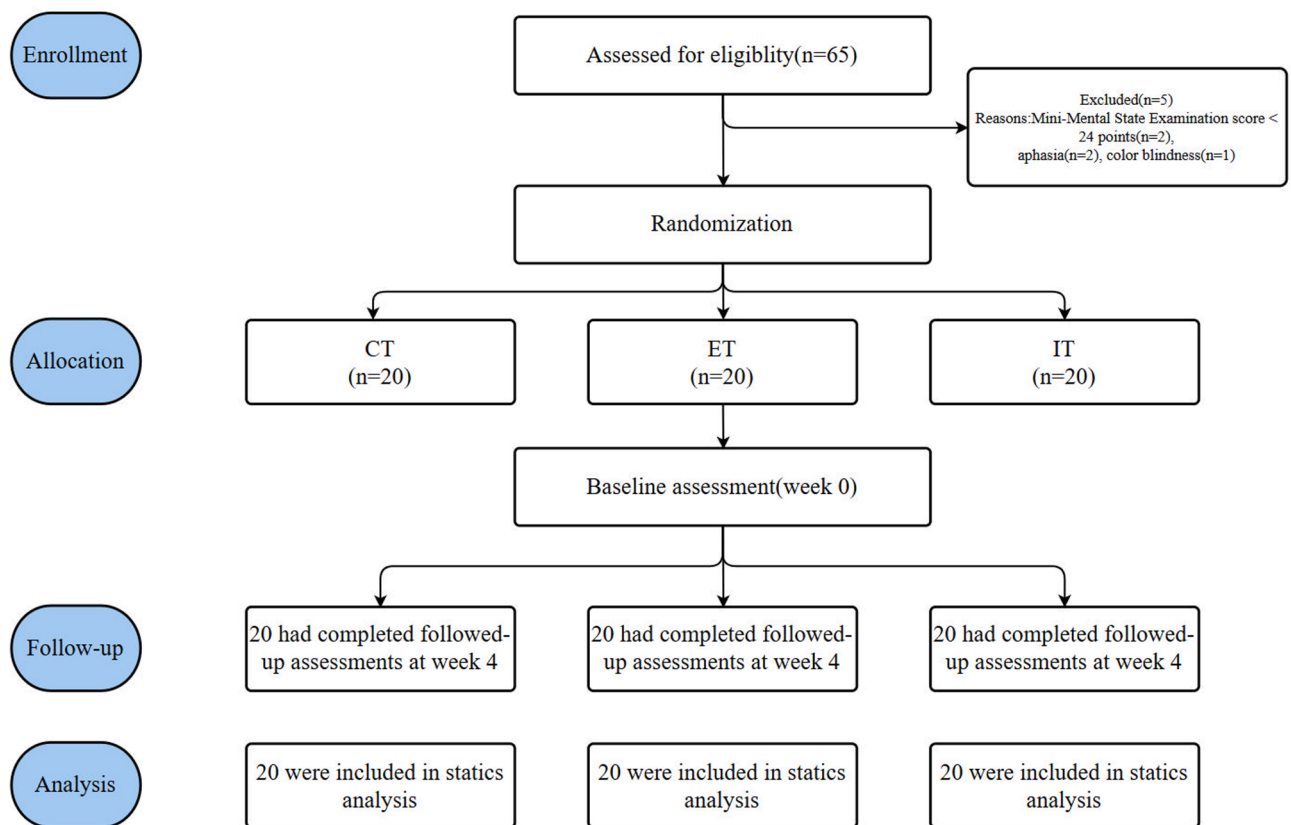 Enrollment
Assessed for eligiblity(n=65)
Excluded(n=5)
Reasons:Mini-Mental State Examination score <
24 points(n=2),
aphasia(n=2), color blindness(n=1)
Randomization
Allocation
CT
(n=20)
ET
(n=20)
IT
(n=20)
Baseline assessment(week 0)
Follow-up
20 had completed followed-
up assessments at week 4
20 had completed followed-
up assessments at week 4
20 had completed followed-
up assessments at week 4
Analysis
20 were included in statics
analysis
20 were included in statics
analysis
20 were included in statics
analysis